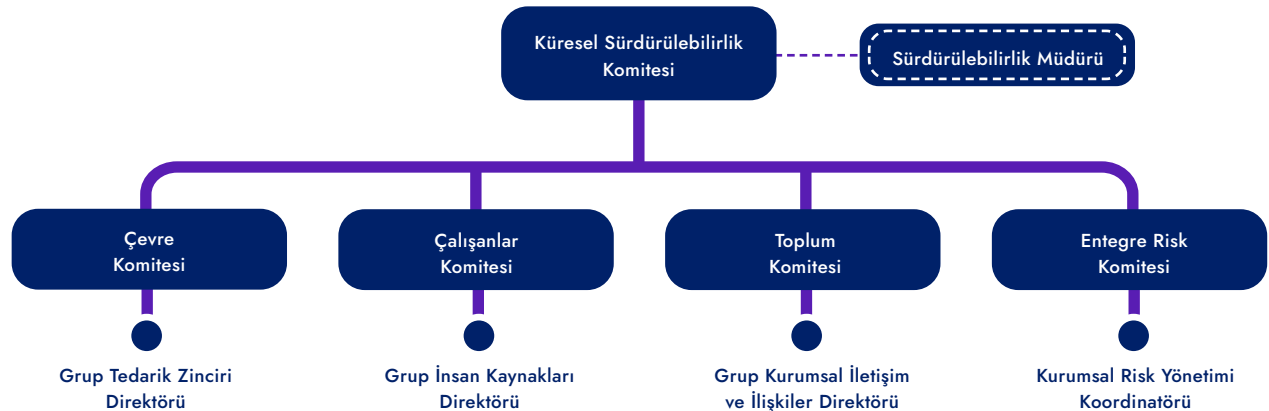 Küresel Sürdürülebilirlik
Komitesi
Sürdürülebilirlik Müdürü
Çevre
Komitesi
Çalışanlar
Komitesi
Toplum
Komitesi
Entegre Risk
Komitesi
Grup Tedarik Zinciri
Direktörü
Grup İnsan Kaynakları
Direktörü
Grup Kurumsal İletişim
ve İlişkiler Direktörü
Kurumsal Risk Yönetimi
Koordinatörü